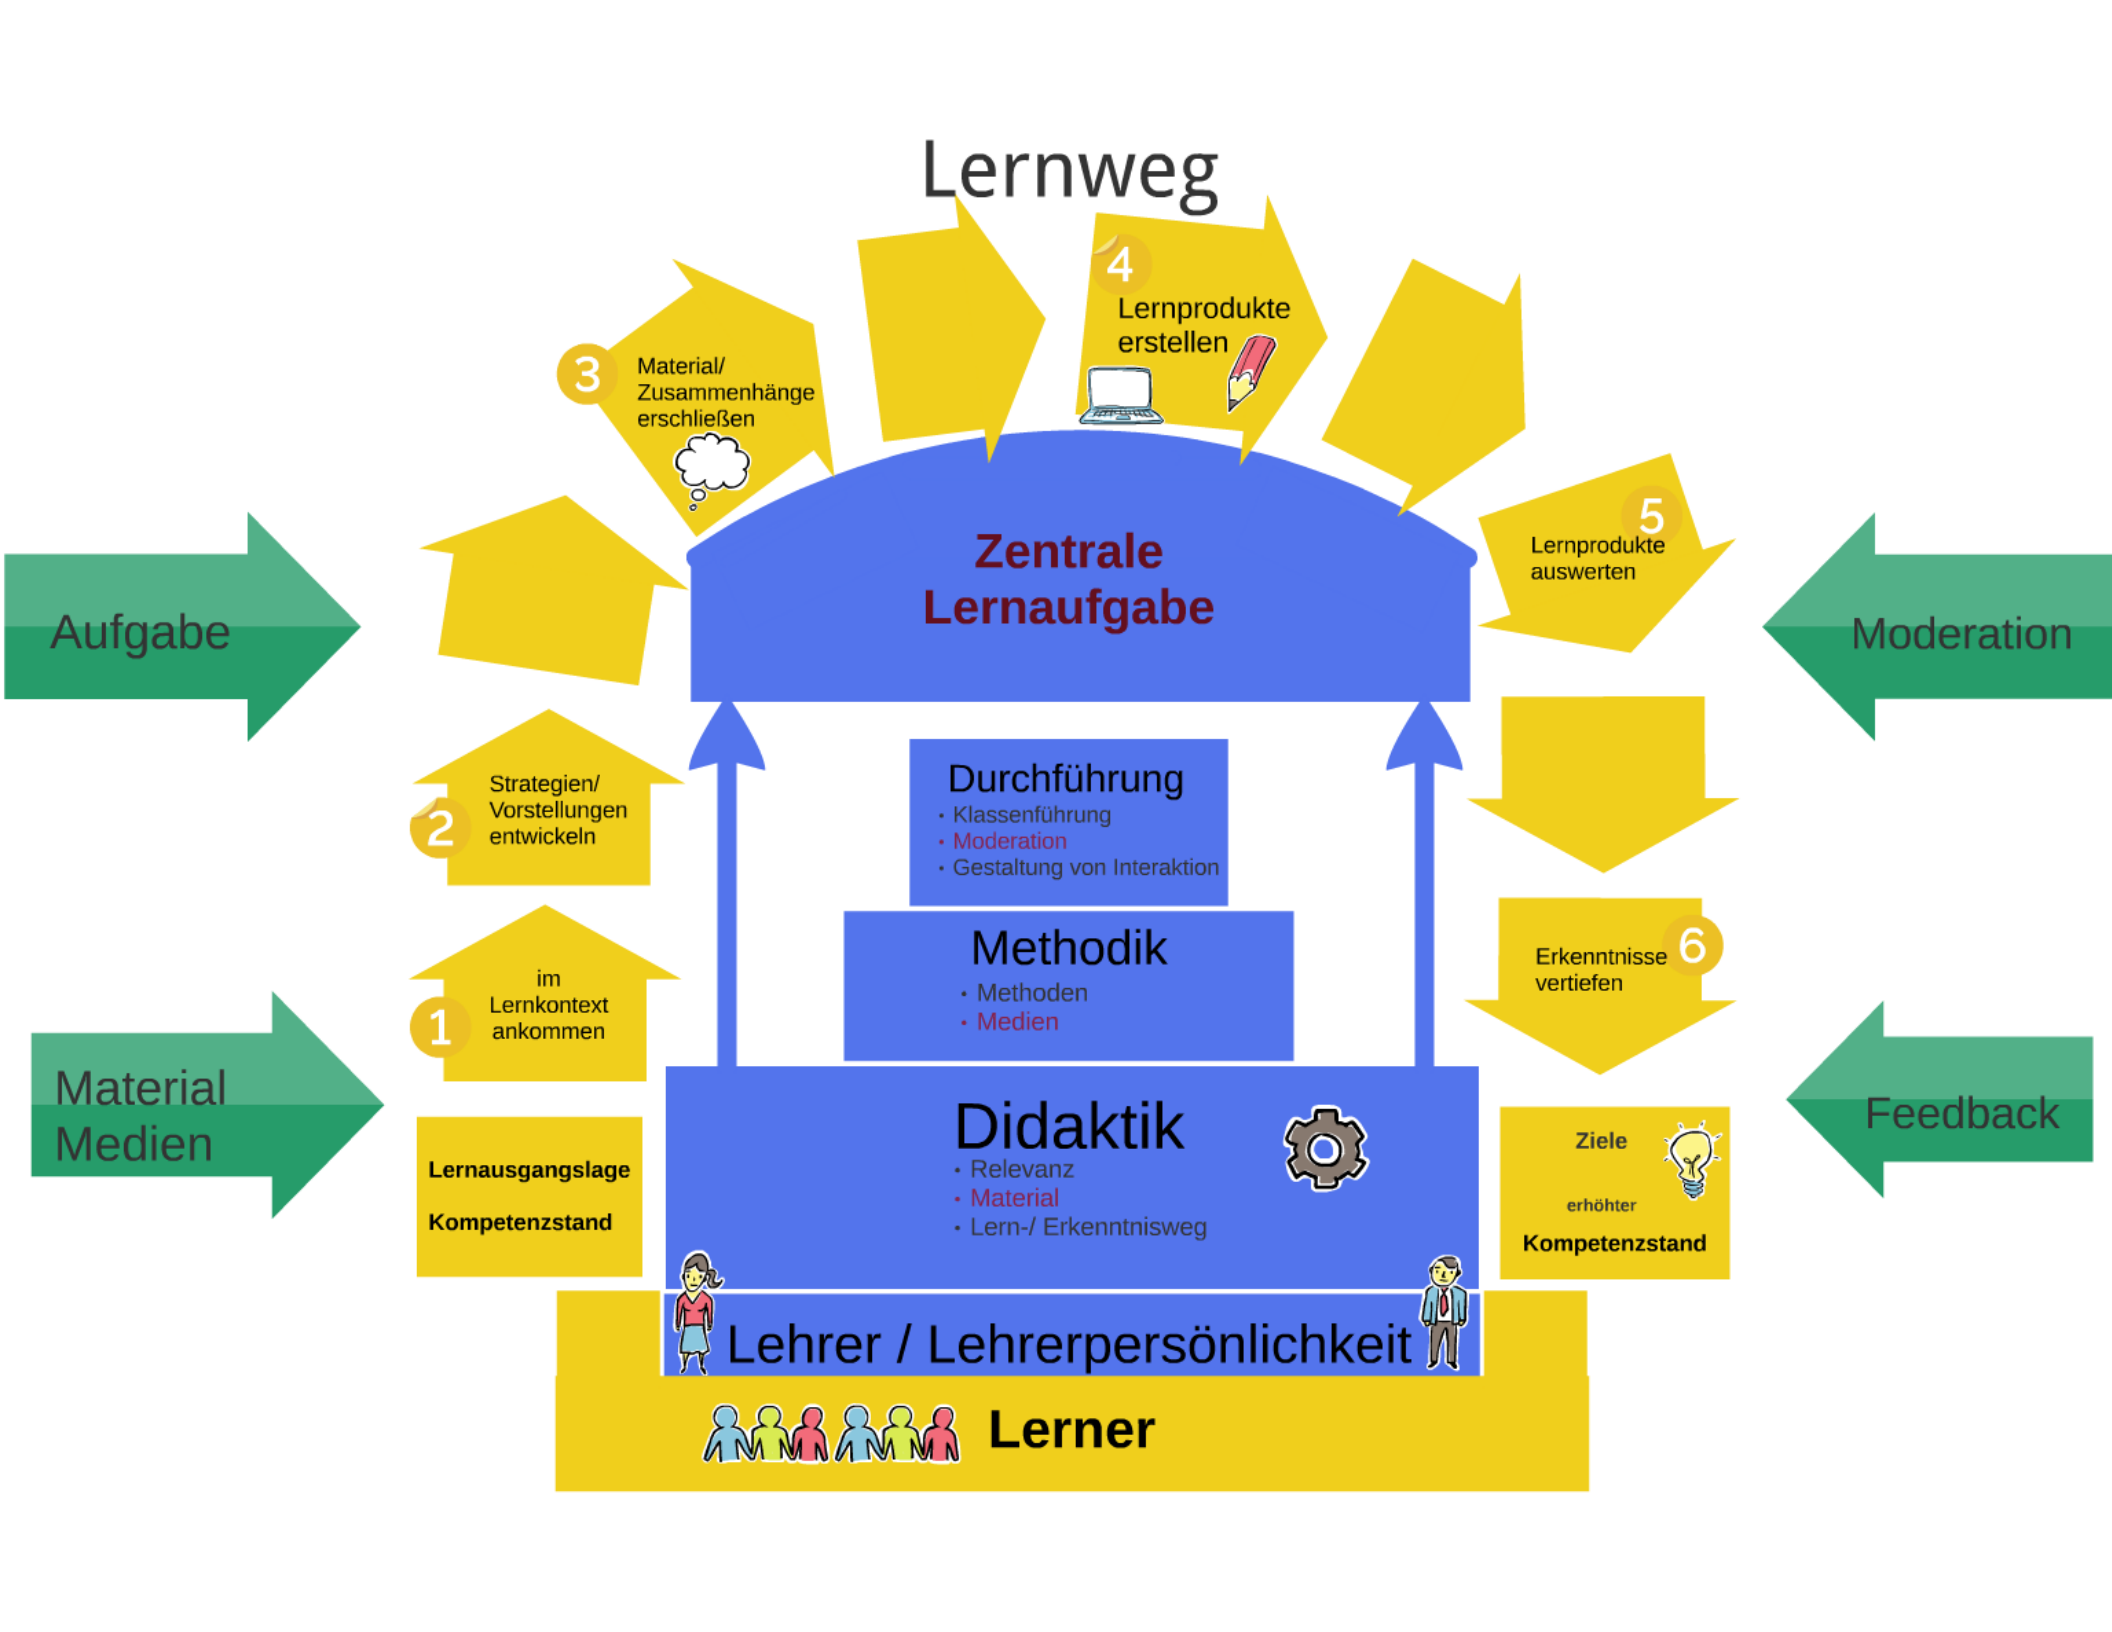 Lernweg
4
Lernprodukte
erstellen
3
Material/
Zusammenhänge
erschließen
5
Lernprodukte
auswerten
Zentrale
Lernaufgabe
Aufgabe
Moderation
2
Strategien/
Vorstellungen
entwickeln
Durchführung
· Klassenführung
· Moderation
· Gestaltung von Interaktion
Methodik
· Methoden
· Medien
1
im
Lernkontext
ankommen
6
Erkenntnisse
vertiefen
Material
Medien
Feedback
Didaktik
· Relevanz
· Material
· Lern-/ Erkenntnisweg
Lernausgangslage
Kompetenzstand
Ziele
erhöhter
Kompetenzstand
Lehrer / Lehrerpersönlichkeit
Lerner